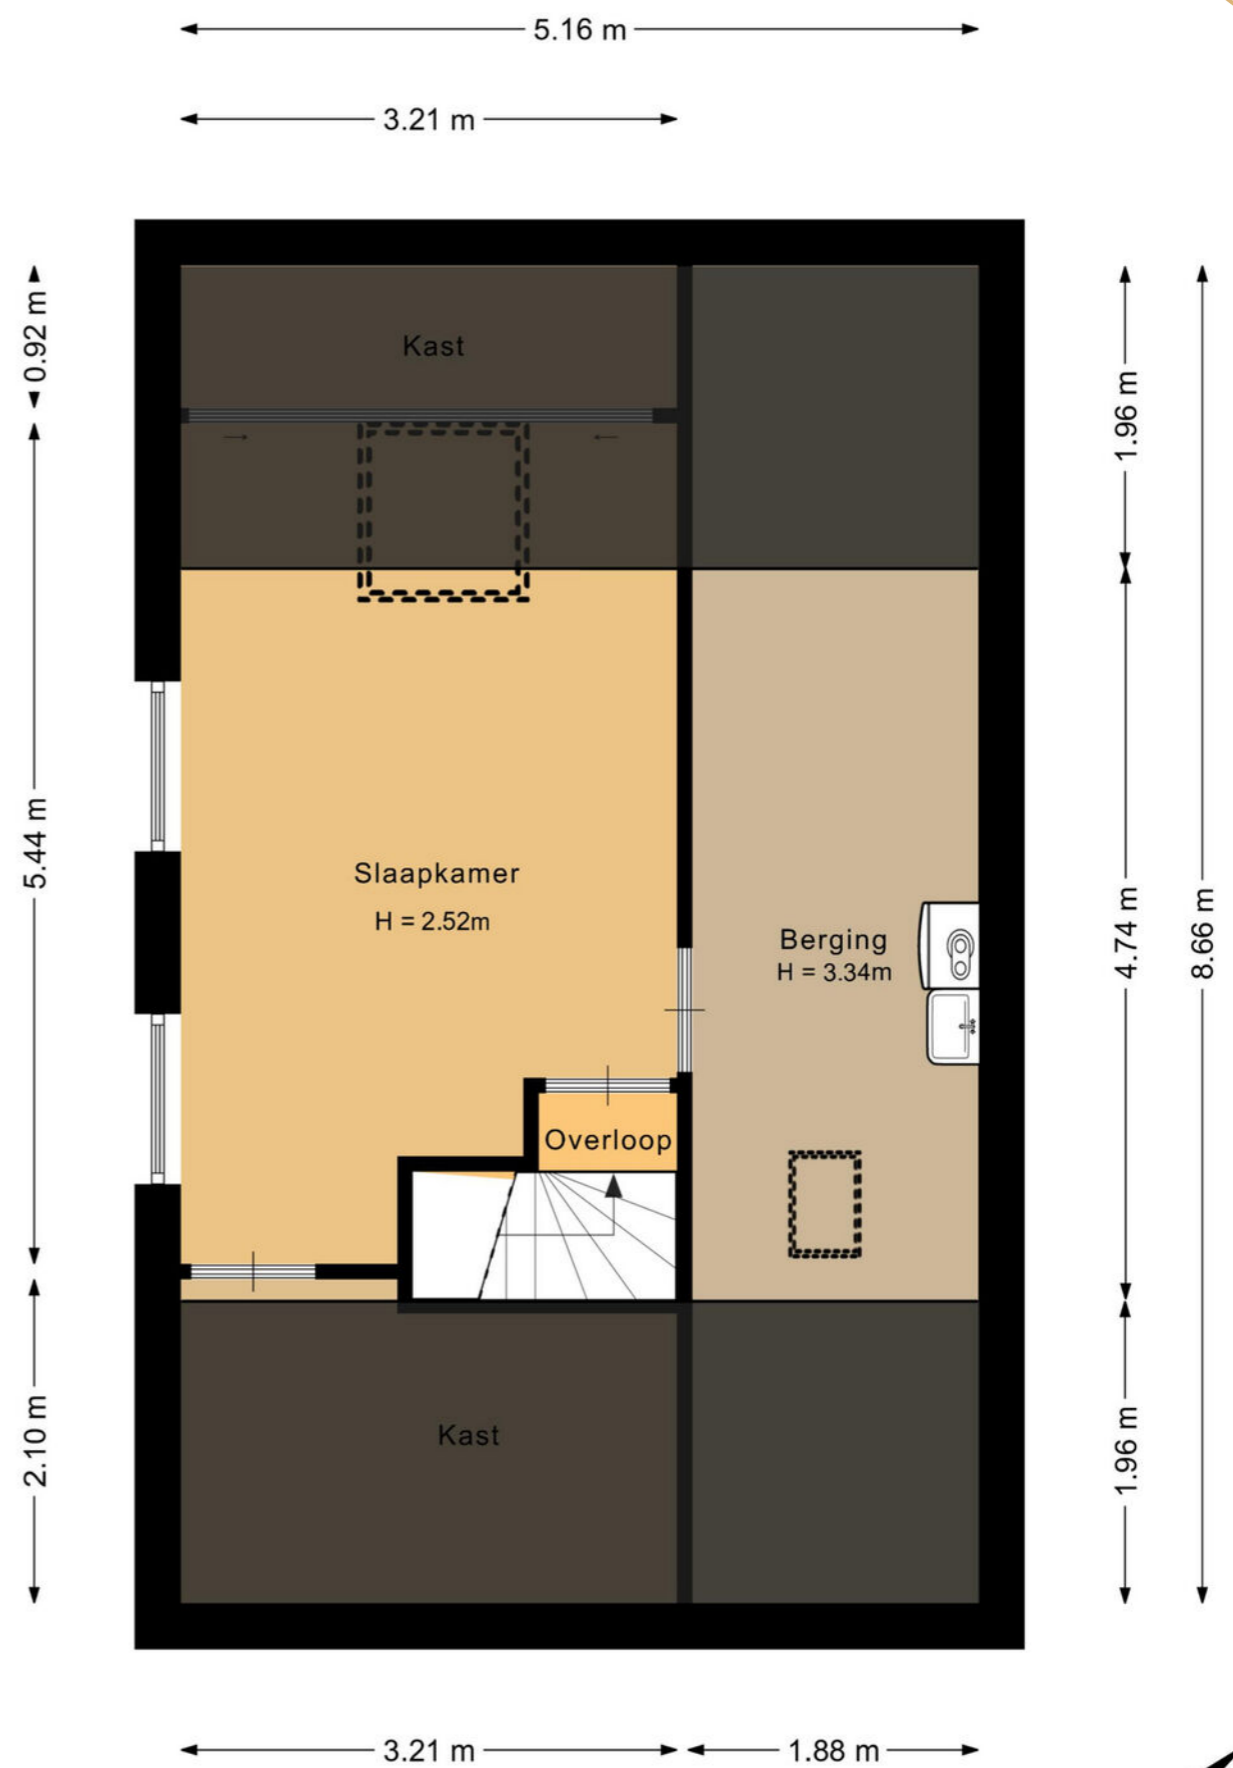 5.16 m
3.21 m
0.92 m
Kast
1.96 m
5.44 m
Slaapkamer
H = 2.52m
Berging
H = 3.34m
4.74 m
8.66 m
Overloop
2.10 m
Kast
1.96 m
3.21 m
1.88 m